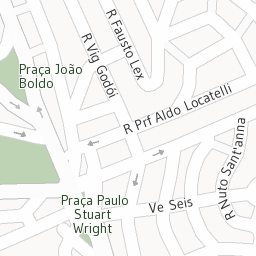 R Fausto Lex
R Vig Godói
Praça João
Boldo
R Prf Aldo Locatelli
R Nuto Sant'anna
Praça Paulo
Stuart
Wright
Ve Seis